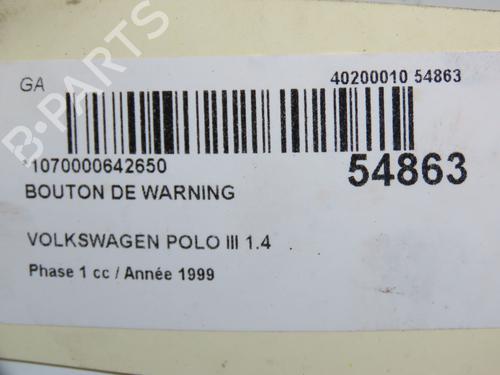 GA
40200010 54863
1070000642650
54863
BOUTON DE WARNING
VOLKSWAGEN POLO III 1.4
Phase 1 cc / Année 1999
B-PARTS